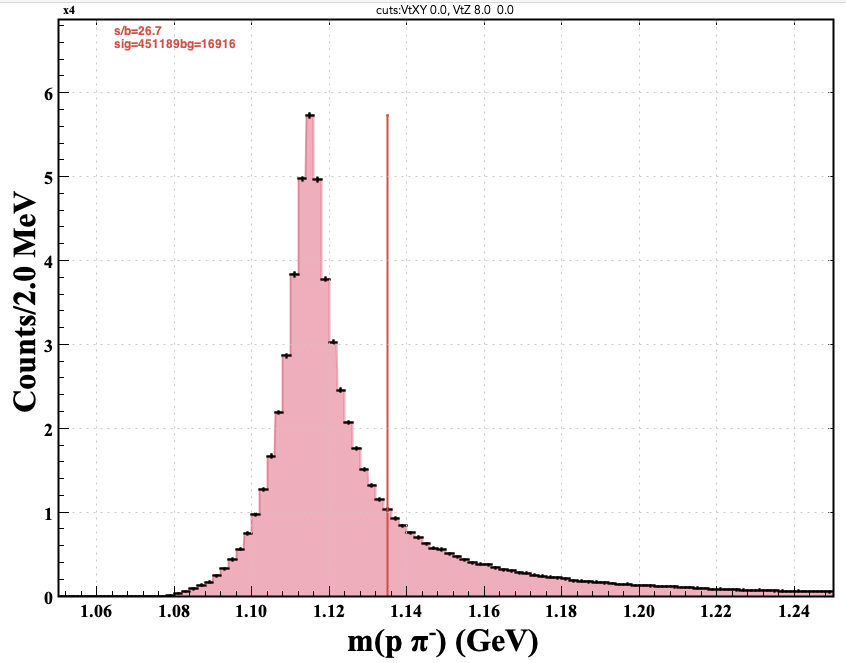 x4
cuts:VtXY 0.0, VtZ 8.0 0.0
s/b=26.7
sig=451189bg=16916
Counts/2.0 MeV
6
5
4
3
2
1
0
1.06 1.08 1.10 1.12 1.14 1.16 1.18 1.20 1.22 1.24
m(p π⁻) (GeV)